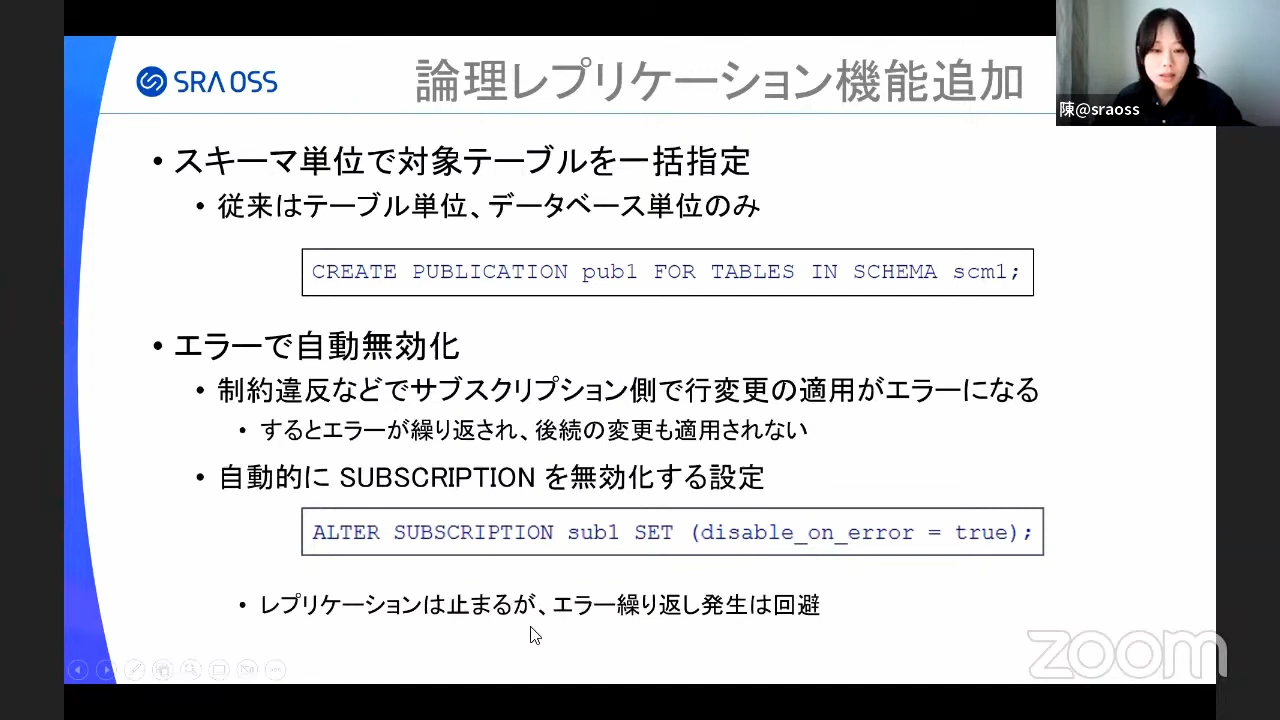 SRA OSS
論理レプリケーション機能追加
陳@sraoss
• スキーマ単位で対象テーブルを一括指定
• 従来はテーブル単位、データベース単位のみ
CREATE PUBLICATION pub1 FOR TABLES IN SCHEMA scm1;
• エラーで自動無効化
• 制約違反などでサブスクリプション側で行変更の適用がエラーになる
• するとエラーが繰り返され、後続の変更も適用されない
• 自動的に SUBSCRIPTION を無効化する設定
ALTER SUBSCRIPTION sub1 SET (disable_on_error = true);
• レプリケーションは止まるが、エラー繰り返し発生は回避
zoom